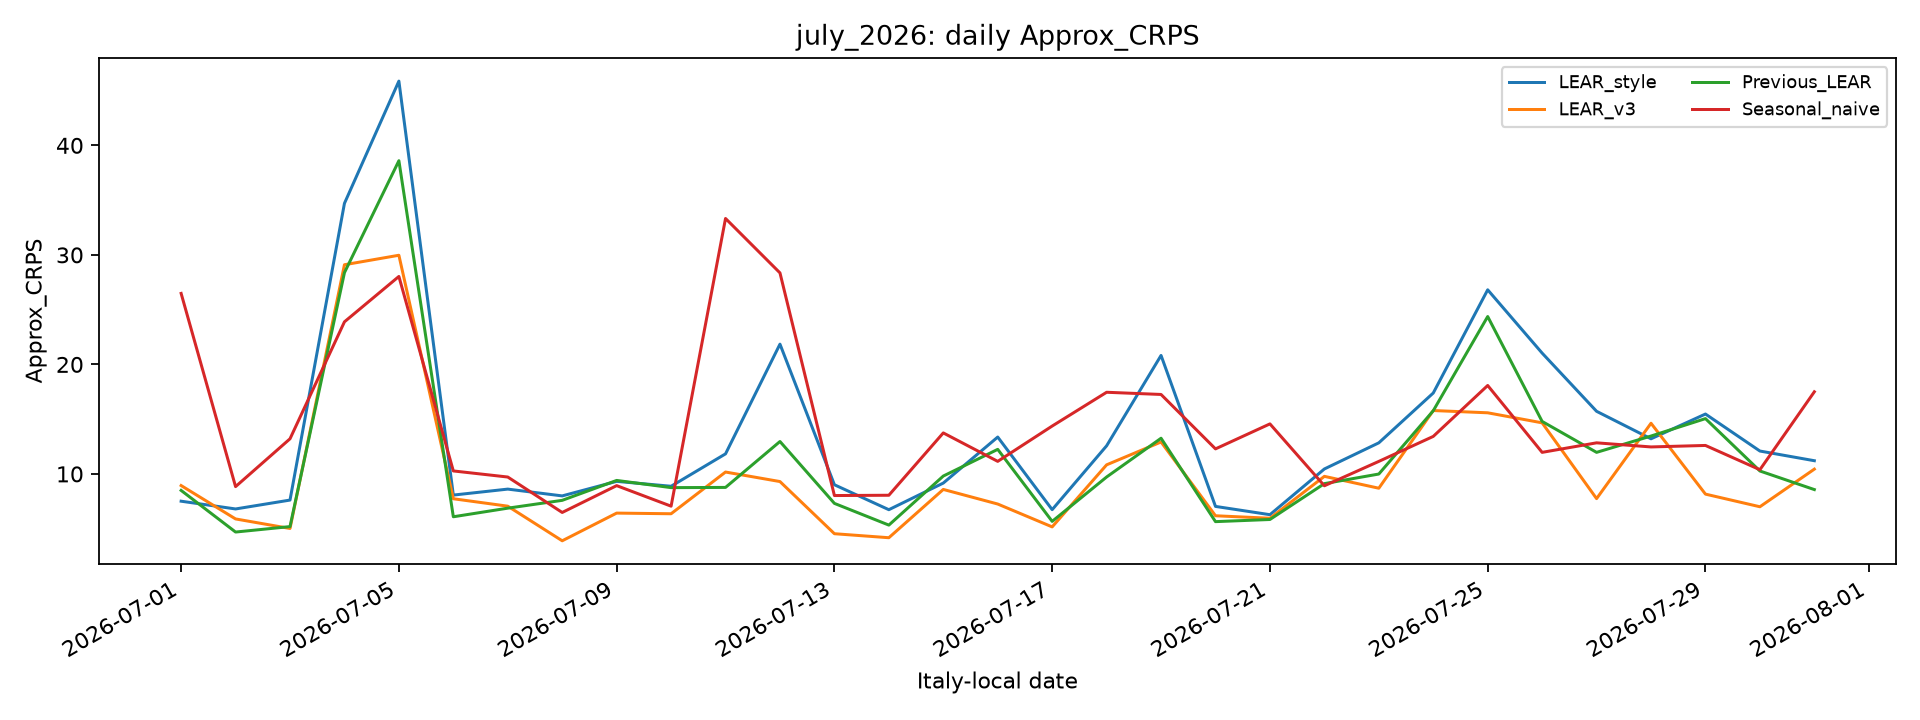 july_2026: daily Approx_CRPS
LEAR_style
LEAR_v3
Previous_LEAR
Seasonal_naive
Approx_CRPS
40
30
20
10
2026-07-01
2026-07-05
2026-07-09
2026-07-13
2026-07-17
2026-07-21
2026-07-25
2026-07-29
2026-08-01
Italy-local date